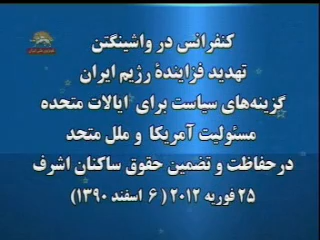 کنفرانس در واشینگتن
تهدید فزایندهٔ رژیم ایران
گزینه‌های سیاست برای ایالات متحده
مسئولیت آمریکا و ملل متحد
درحفاظت و تضمین حقوق ساکنان اشرف
۲۵ فوریه ۲۰۱۲ ( ۶ اسفند ۱۳۹۰)